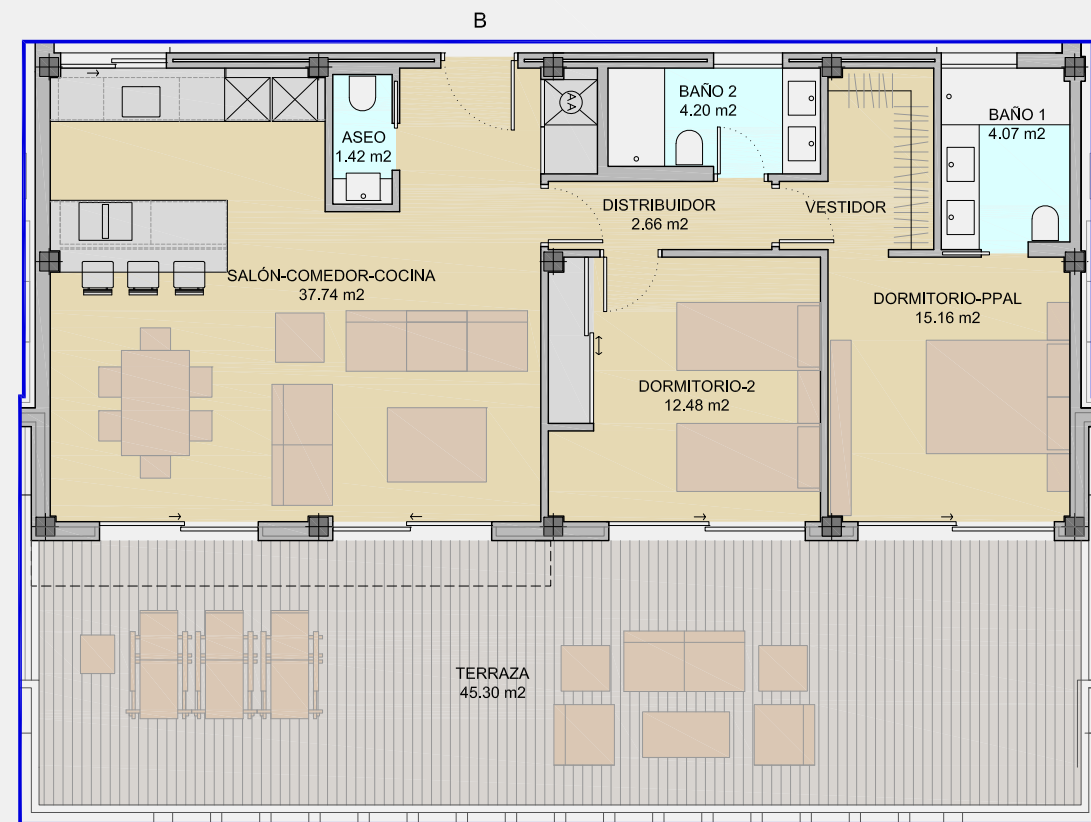 B
ASEO
1.42 m2
AA
BAÑO 2
4.20 m2
BAÑO 1
4.07 m2
DISTRIBUIDOR
2.66 m2
VESTIDOR
SALÓN-COMEDOR-COCINA
37.74 m2
DORMITORIO-PPAL
15.16 m2
DORMITORIO-2
12.48 m2
TERRAZA
45.30 m2